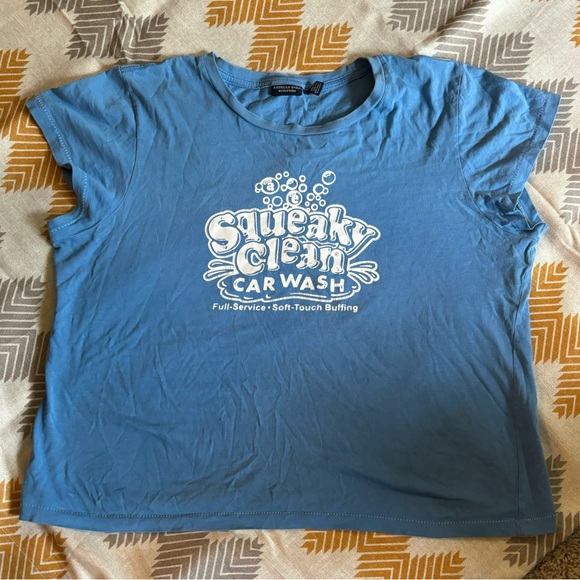 Squeaky
Clean
CAR WASH
Full-Service • Soft-Touch Buffing